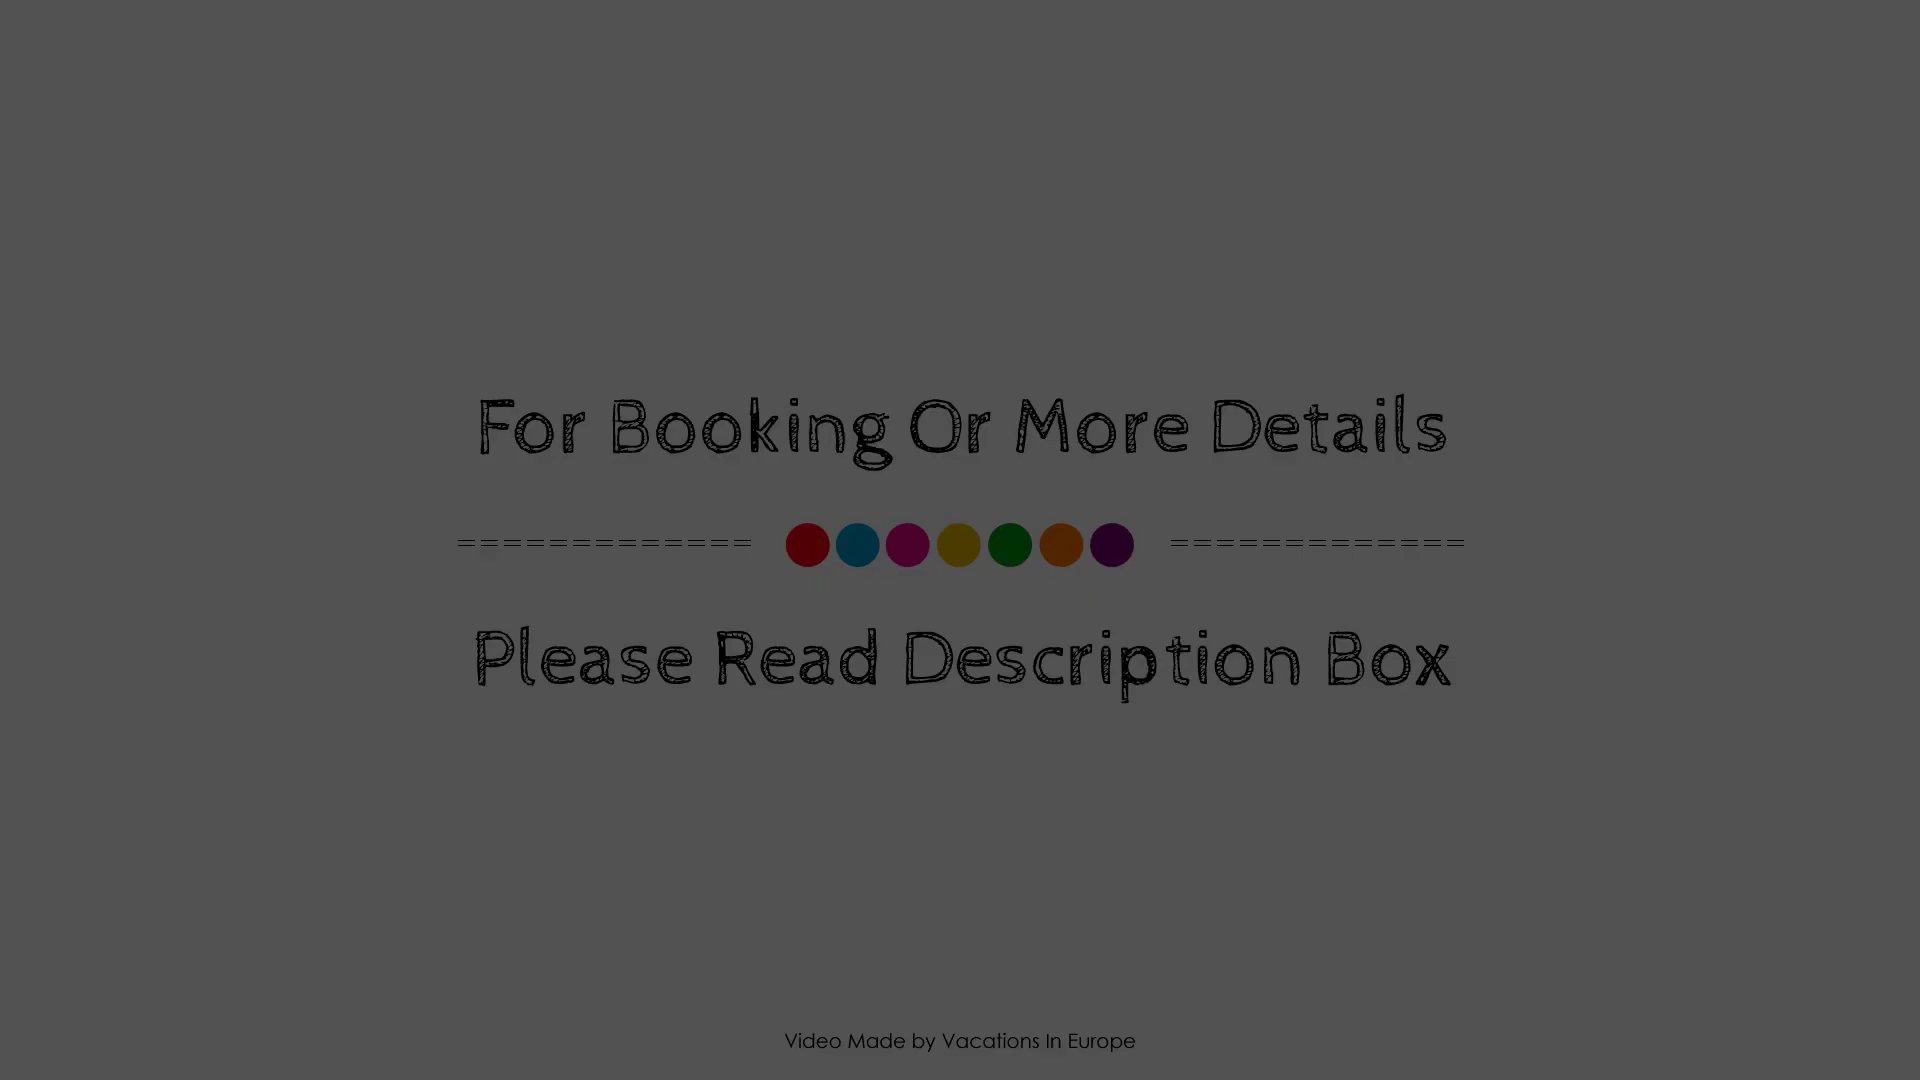 For Booking Or More Details
============= =============
Please Read Description Box
Video Made by Vacations In Europe